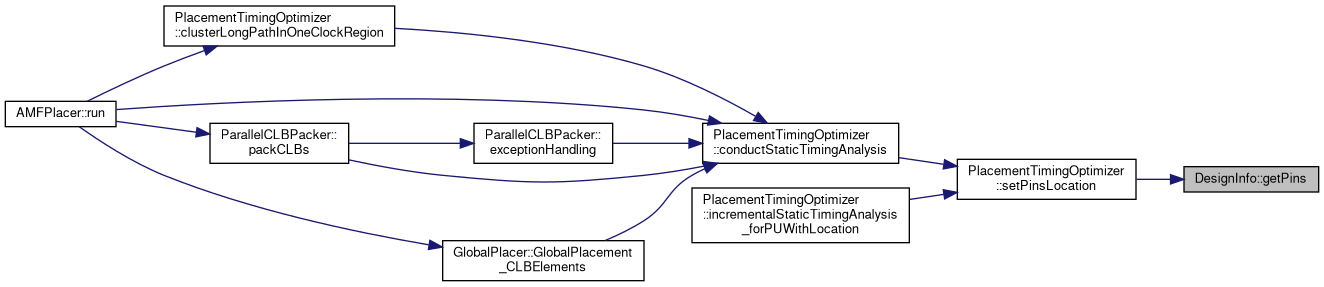 PlacementTimingOptimizer
::clusterLongPathInOneClockRegion
AMFPlacer::run
ParallelCLBPacker::
packCLBs
ParallelCLBPacker::
exceptionHandling
PlacementTimingOptimizer
::conductStaticTimingAnalysis
PlacementTimingOptimizer
::setPinsLocation
DesignInfo::getPins
PlacementTimingOptimizer
::incrementalStaticTimingAnalysis
_forPUWithLocation
GlobalPlacer::GlobalPlacement
_CLBElements